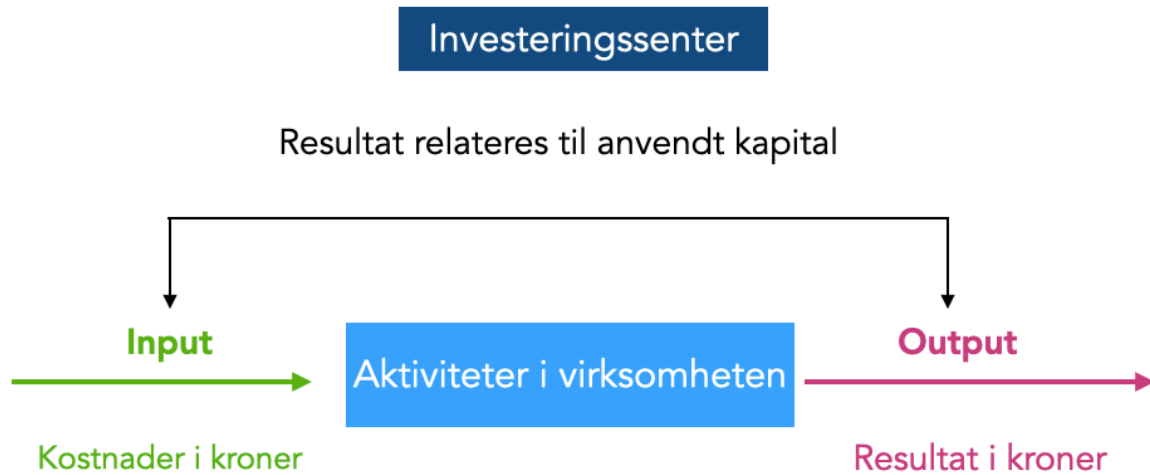 Investeringssenter
Resultat relateres til anvendt kapital
Input
Output
Aktiviteter i virksomheten
Kostnader i kroner
Resultat i kroner